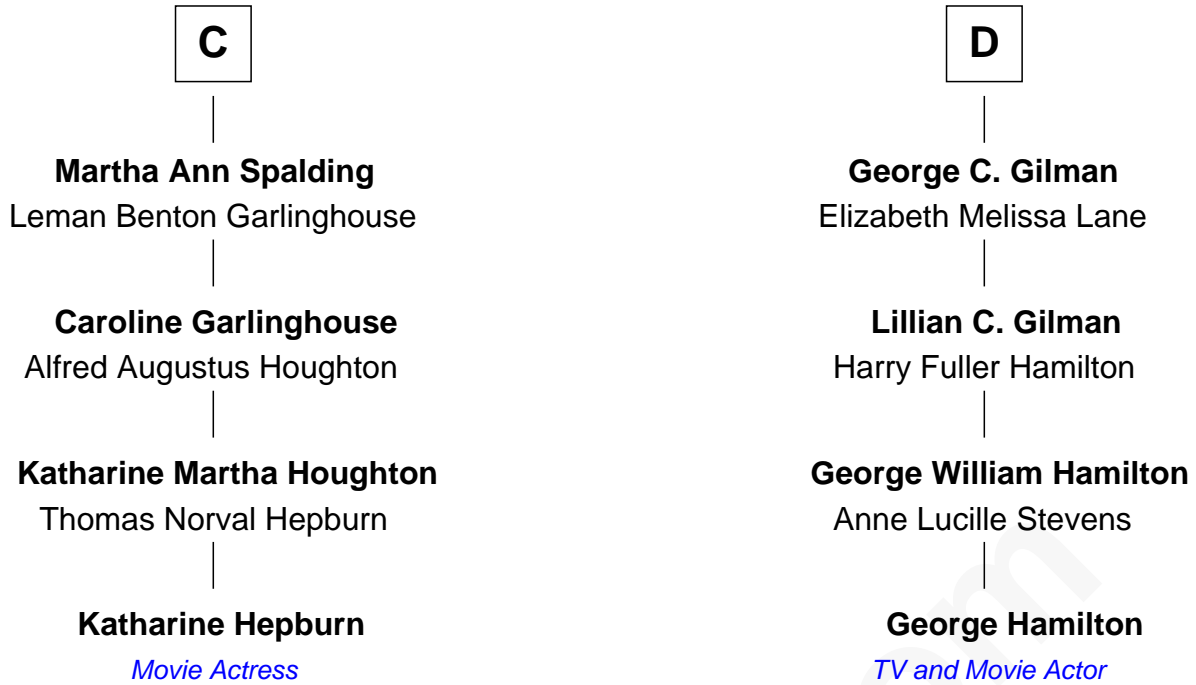 C
Martha Ann Spalding
Leman Benton Garlinghouse
Caroline Garlinghouse
Alfred Augustus Houghton
Katharine Martha Houghton
Thomas Norval Hepburn
Katharine Hepburn
Movie Actress
D
George C. Gilman
Elizabeth Melissa Lane
Lillian C. Gilman
Harry Fuller Hamilton
George William Hamilton
Anne Lucille Stevens
George Hamilton
TV and Movie Actor